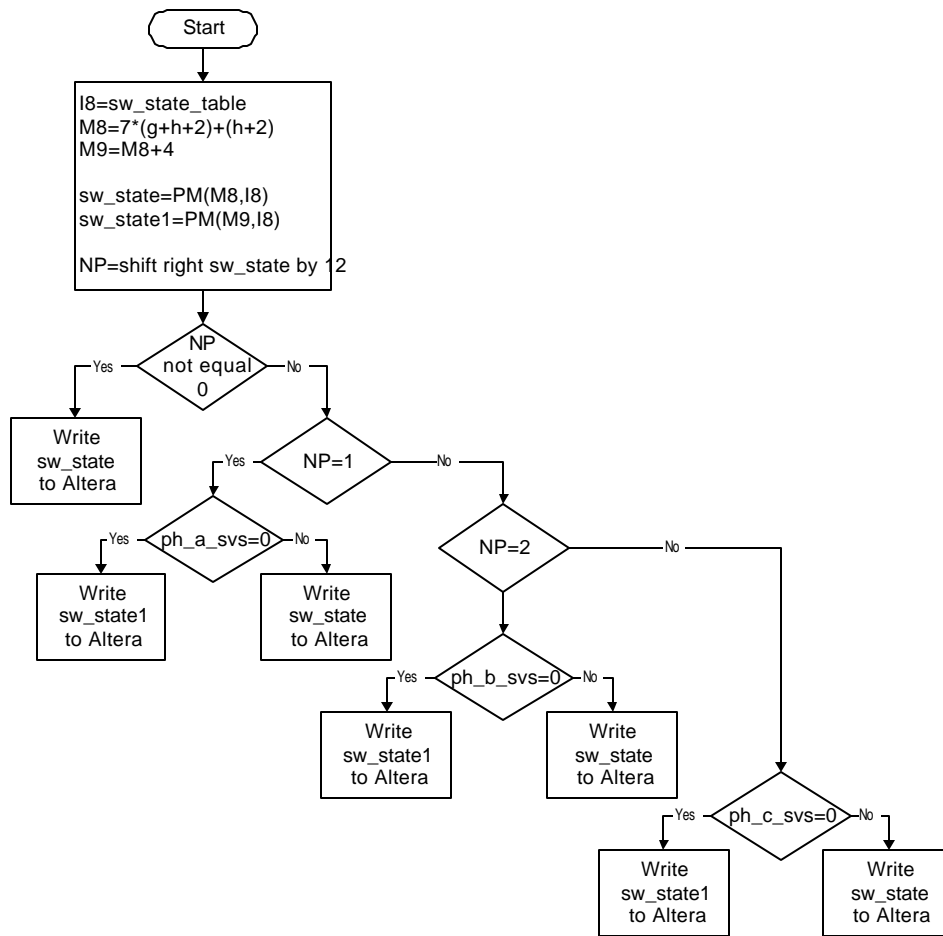 Start
I8=sw_state_table
M8=7*(g+h+2)+(h+2)
M9=M8+4
sw_state=PM(M8,I8)
sw_state1=PM(M9,I8)
NP=shift right sw_state by 12
NP
not equal
0
Yes
No
Write
sw_state
to Altera
NP=1
Yes
No
ph_a_svs=0
Yes
No
Write
sw_state1
to Altera
Write
sw_state
to Altera
NP=2
No
ph_b_svs=0
Yes
No
Write
sw_state1
to Altera
Write
sw_state
to Altera
ph_c_svs=0
Yes
No
Write
sw_state1
to Altera
Write
sw_state
to Altera